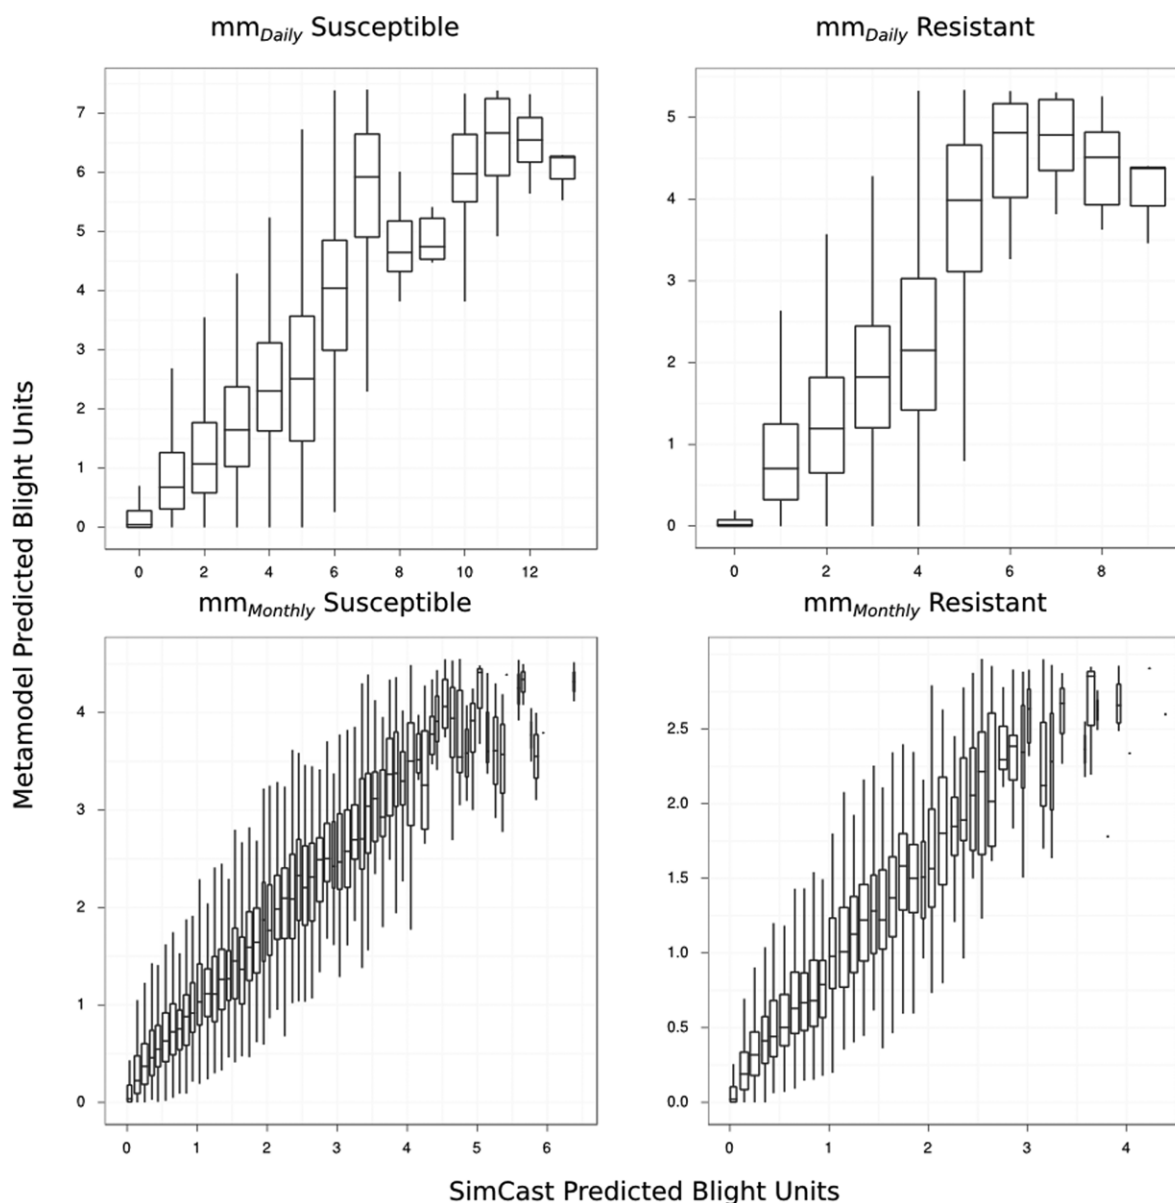 mmDaily Susceptible
mmDaily Resistant
7
6
5
4
3
2
1
0
0 2 4 6 8 10 12
5
4
3
2
1
0
0 2 4 6 8
Metamodel Predicted Blight Units
mmMonthly Susceptible
mmMonthly Resistant
4
3
2
1
0
0 1 2 3 4 5 6
2.5
2.0
1.5
1.0
0.5
0.0
0 1 2 3 4
SimCast Predicted Blight Units